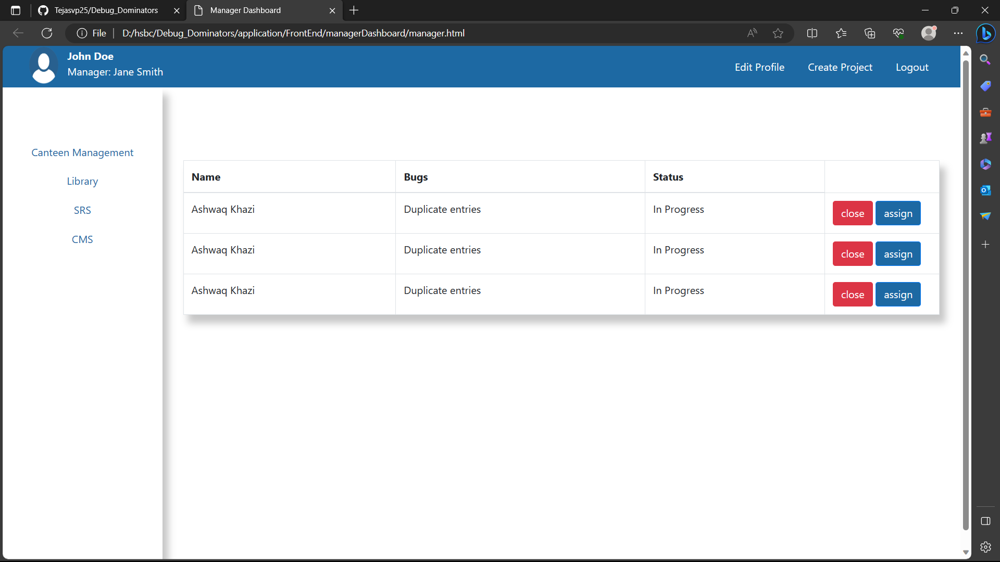 Tejasvp25/Debug_Dominators
Manager Dashboard
File
D:/hsbc/Debug_Dominators/application/FrontEnd/managerDashboard/manager.html
John Doe
Manager: Jane Smith
Edit Profile Create Project Logout
Canteen Management
Library
SRS
CMS
Name Bugs Status
Ashwaq Khazi Duplicate entries In Progress close assign
Ashwaq Khazi Duplicate entries In Progress close assign
Ashwaq Khazi Duplicate entries In Progress close assign